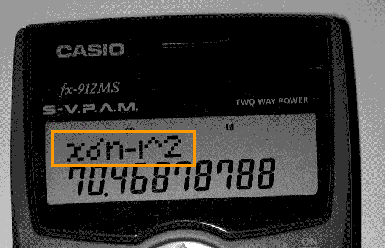 CASIO
fx-912MS
S-V.P.A.M.
TWO WAY POWER
M
xσn-1^2
70.46878788